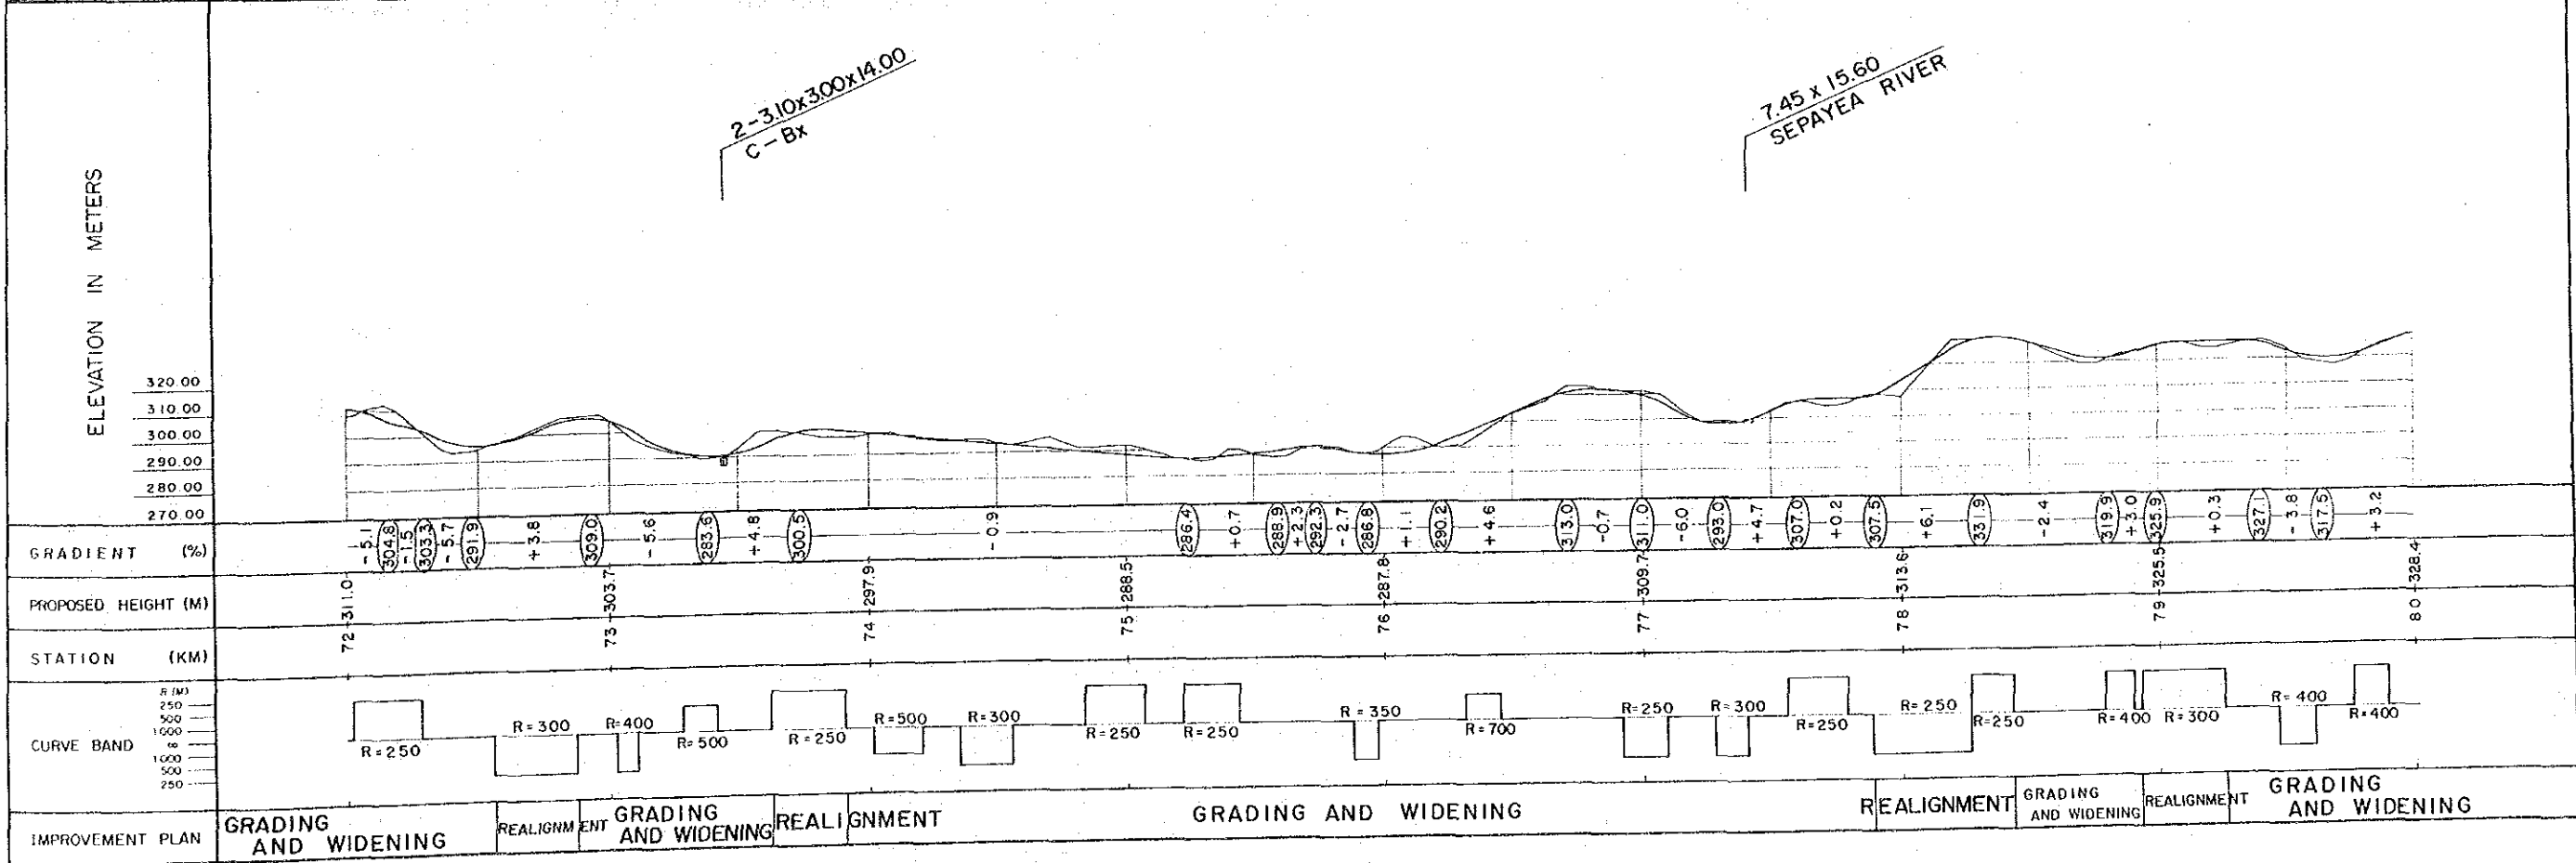 2-3.10x3.00x14.00
C-Bx
7.45 x 15.60
SEPAYEA RIVER
ELEVATION IN METERS
320.00
310.00
300.00
290.00
280.00
270.00
GRADIENT (%)
-5.1 304.8 -1.5 303.3 -5.7 291.9 +3.8 309.0 -5.6 283.6 +4.8 300.5 -0.9 286.4 +0.7 288.9 +2.3 292.3 -2.7 286.8 +1.1 290.2 +4.6 313.0 -0.7 311.0 -6.0 293.0 +4.7 307.0 +0.2 307.5 +6.1 331.9 -2.4 319.9 +3.0 325.9 +0.3 327.1 -3.8 317.5 +3.2
PROPOSED HEIGHT (M)
311.0 303.7 297.9 288.5 287.8 309.7 313.6 325.5 328.4
STATION (KM)
72 73 74 75 76 77 78 79 80
CURVE BAND
R (M)
250
500
1000
∞
1000
500
250
R=250 R=300 R=400 R=500 R=250 R=500 R=300 R=250 R=250 R=350 R=700 R=250 R=300 R=250 R=250 R=250 R=400 R=300 R=400 R=400
IMPROVEMENT PLAN
GRADING
AND WIDENING
REALIGNMENT
GRADING
AND WIDENING
REALIGNMENT
GRADING AND WIDENING
REALIGNMENT
GRADING
AND WIDENING
REALIGNMENT
GRADING
AND WIDENING